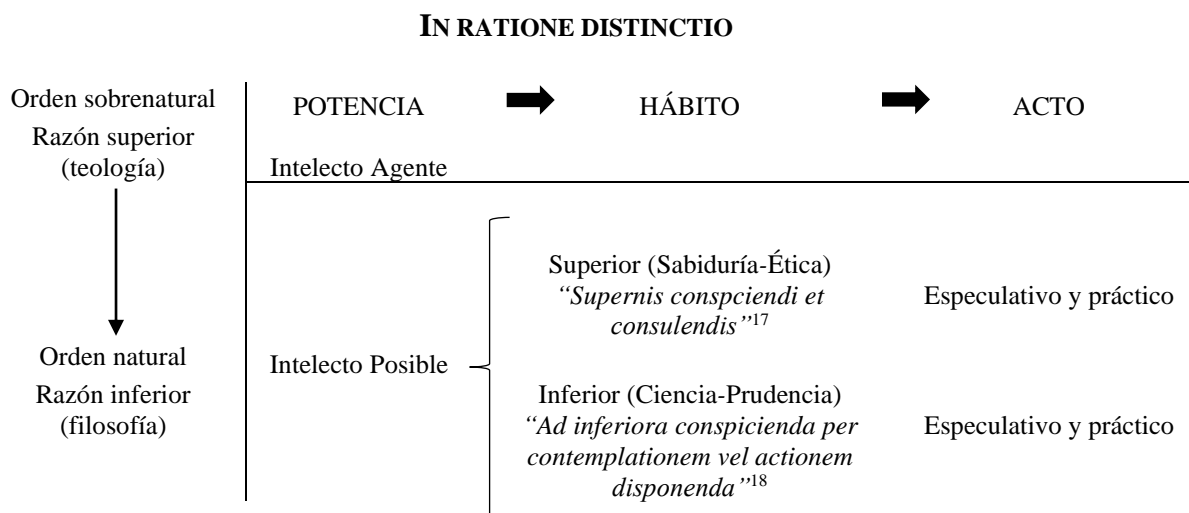 IN RATIONE DISTINCTIO
Orden sobrenatural
Razón superior
(teología)
POTENCIA
HÁBITO
ACTO
Intelecto Agente
Orden natural
Razón inferior
(filosofía)
Intelecto Posible
Superior (Sabiduría-Ética)
“Supernis conspciendi et
consulendis”17
Especulativo y práctico
Inferior (Ciencia-Prudencia)
“Ad inferiora conspicienda per
contemplationem vel actionem
disponenda”18
Especulativo y práctico